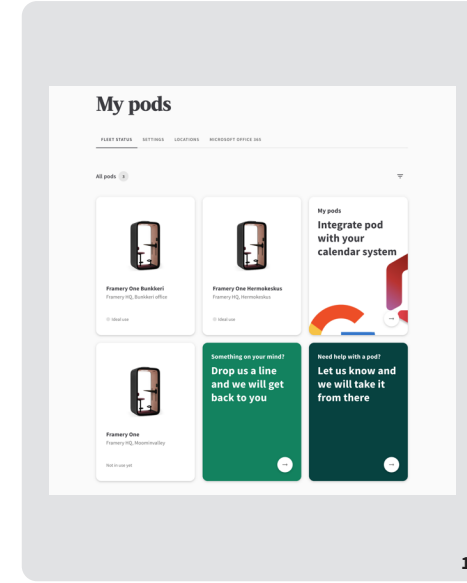 My pods
FLEET STATUS SETTINGS LOCATIONS MICROSOFT OFFICE 365
All pods 3
Framery One Bunkkeri
Framery HQ, Bunkkeri office
Ideal use
Framery One Hermokeskus
Framery HQ, Hermokeskus
Ideal use
My pods
Integrate pod
with your
calendar system
Framery One
Framery HQ, Moominvalley
Not in use yet
Something on your mind?
Drop us a line
and we will get
back to you
Need help with a pod?
Let us know and
we will take it
from there
1